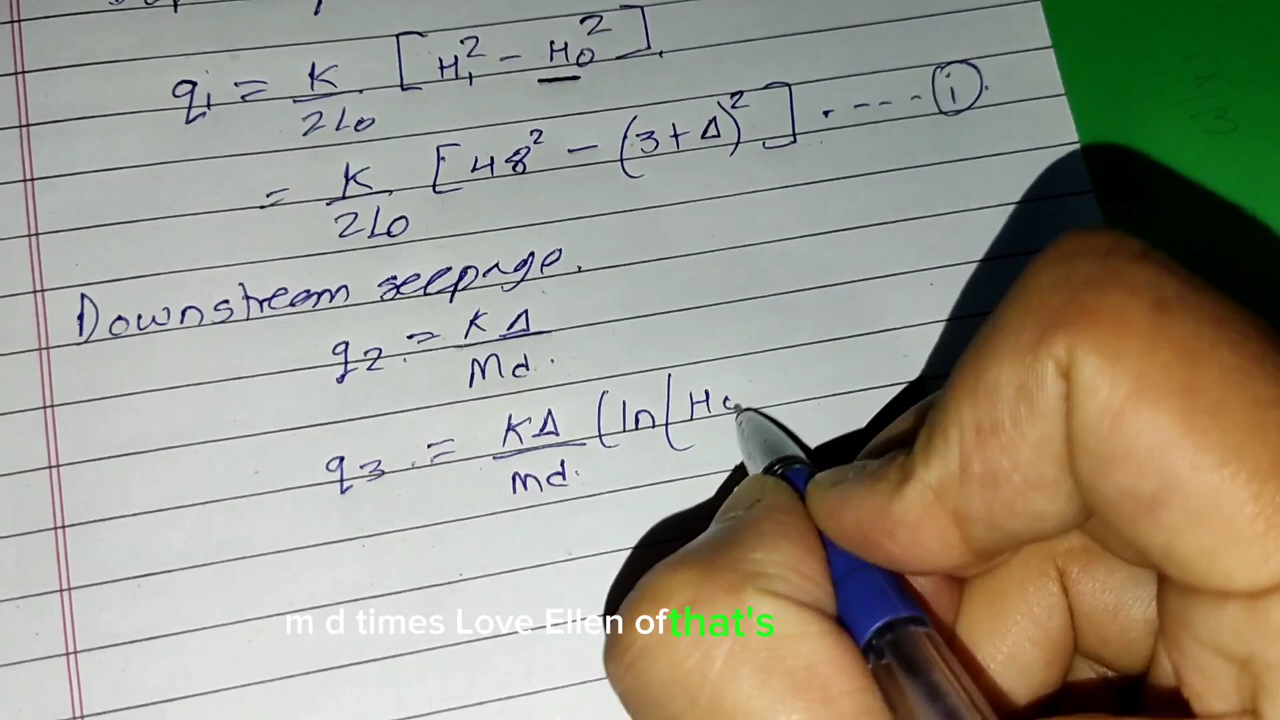 q₁ = K/2L0 [H₁² - H0²].
= K/2L0 [48² - (3+Δ)²] . ---- (i)
Downstream seepage.
q2 = KΔ/Md.
q3 = KΔ/md. (ln(H
m d times Love Ellen of that's